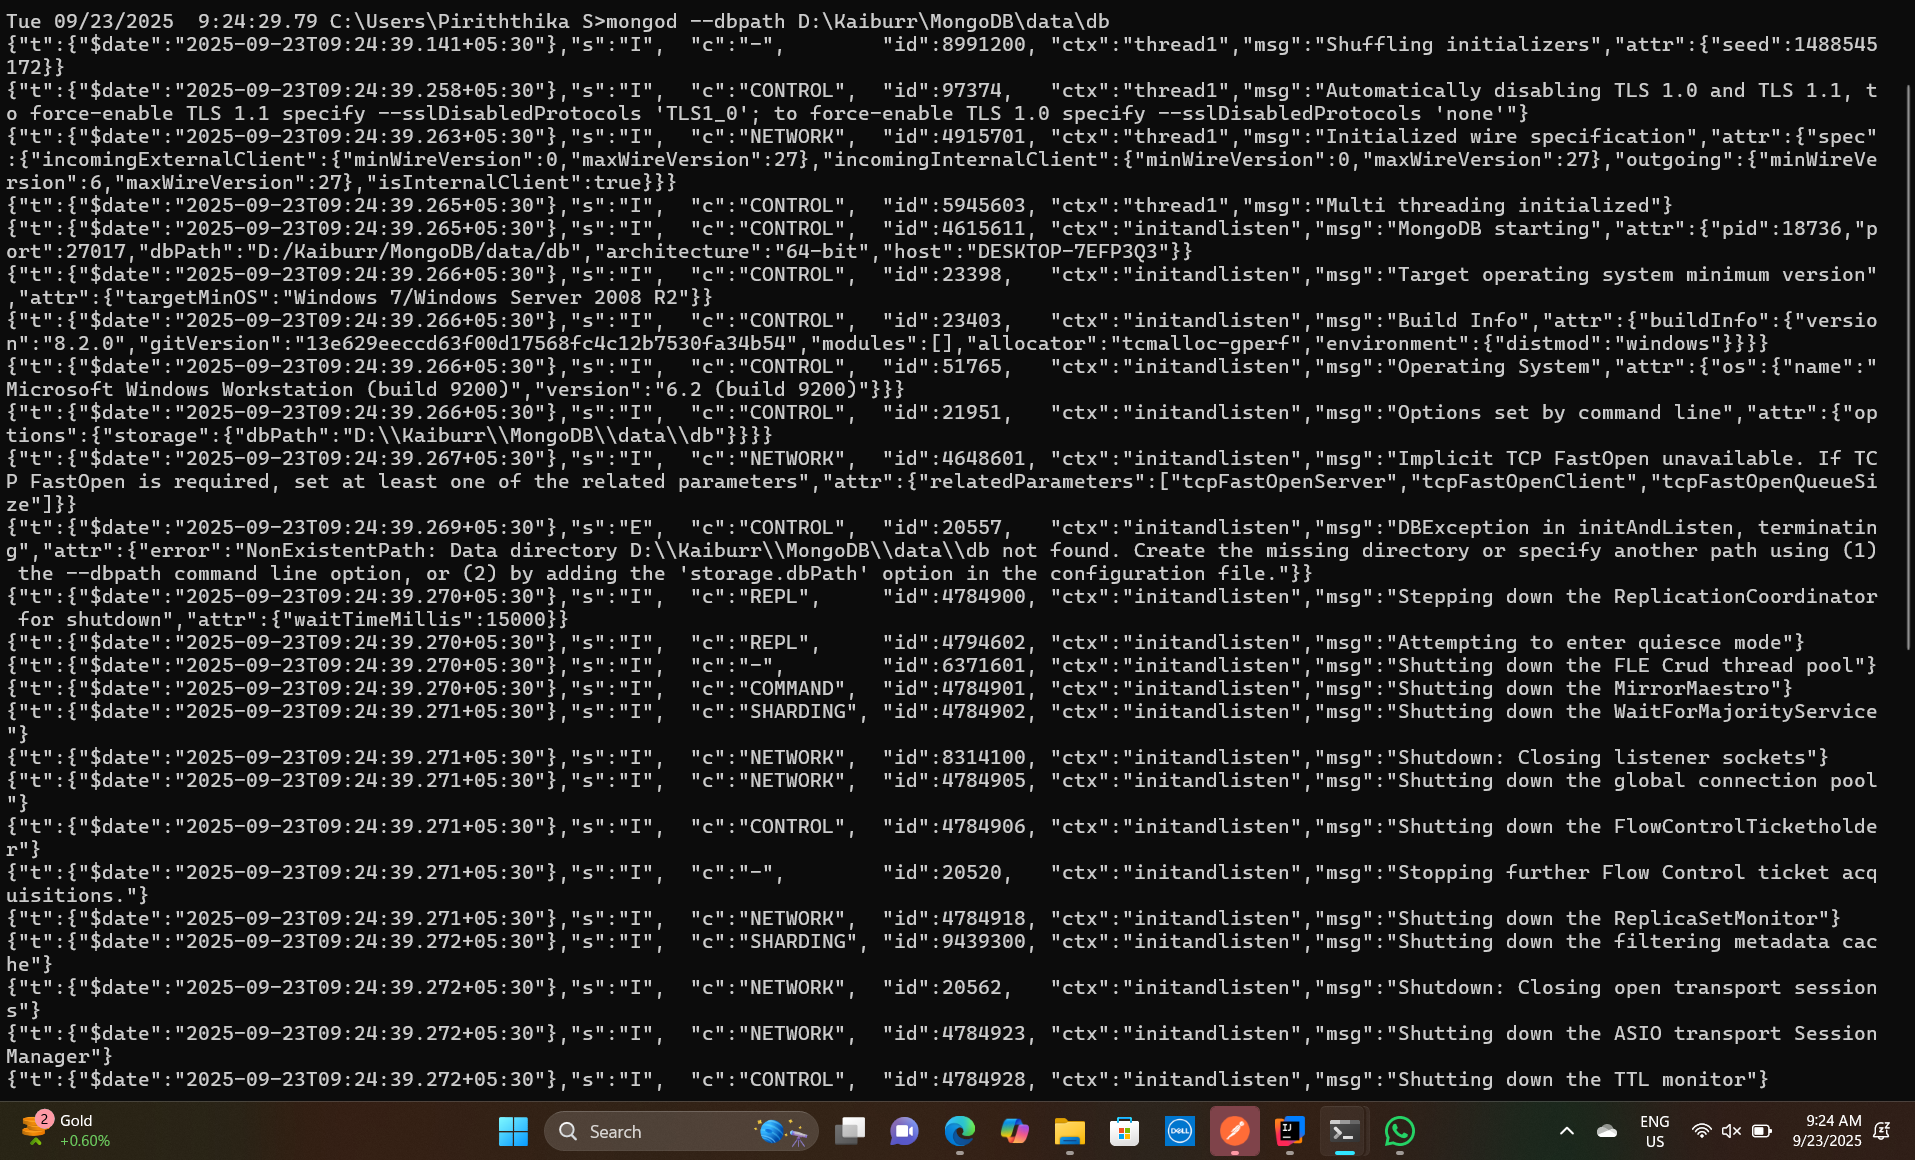 Tue 09/23/2025  9:24:29.79 C:\Users\Piriththika S>mongod --dbpath D:\Kaiburr\MongoDB\data\db
{"t":{"$date":"2025-09-23T09:24:39.141+05:30"},"s":"I",  "c":"-",        "id":8991200, "ctx":"thread1","msg":"Shuffling initializers","attr":{"seed":1488545
172}}
{"t":{"$date":"2025-09-23T09:24:39.258+05:30"},"s":"I",  "c":"CONTROL",  "id":97374,   "ctx":"thread1","msg":"Automatically disabling TLS 1.0 and TLS 1.1, t
o force-enable TLS 1.1 specify --sslDisabledProtocols 'TLS1_0'; to force-enable TLS 1.0 specify --sslDisabledProtocols 'none'"}
{"t":{"$date":"2025-09-23T09:24:39.263+05:30"},"s":"I",  "c":"NETWORK",  "id":4915701, "ctx":"thread1","msg":"Initialized wire specification","attr":{"spec"
:{"incomingExternalClient":{"minWireVersion":0,"maxWireVersion":27},"incomingInternalClient":{"minWireVersion":0,"maxWireVersion":27},"outgoing":{"minWireVe
rsion":6,"maxWireVersion":27},"isInternalClient":true}}}
{"t":{"$date":"2025-09-23T09:24:39.265+05:30"},"s":"I",  "c":"CONTROL",  "id":5945603, "ctx":"thread1","msg":"Multi threading initialized"}
{"t":{"$date":"2025-09-23T09:24:39.265+05:30"},"s":"I",  "c":"CONTROL",  "id":4615611, "ctx":"initandlisten","msg":"MongoDB starting","attr":{"pid":18736,"p
ort":27017,"dbPath":"D:/Kaiburr/MongoDB/data/db","architecture":"64-bit","host":"DESKTOP-7EFP3Q3"}}
{"t":{"$date":"2025-09-23T09:24:39.266+05:30"},"s":"I",  "c":"CONTROL",  "id":23398,   "ctx":"initandlisten","msg":"Target operating system minimum version"
,"attr":{"targetMinOS":"Windows 7/Windows Server 2008 R2"}}
{"t":{"$date":"2025-09-23T09:24:39.266+05:30"},"s":"I",  "c":"CONTROL",  "id":23403,   "ctx":"initandlisten","msg":"Build Info","attr":{"buildInfo":{"versio
n":"8.2.0","gitVersion":"13e629eeccd63f00d17568fc4c12b7530fa34b54","modules":[],"allocator":"tcmalloc-gperf","environment":{"distmod":"windows"}}}}
{"t":{"$date":"2025-09-23T09:24:39.266+05:30"},"s":"I",  "c":"CONTROL",  "id":51765,   "ctx":"initandlisten","msg":"Operating System","attr":{"os":{"name":"
Microsoft Windows Workstation (build 9200)","version":"6.2 (build 9200)"}}}
{"t":{"$date":"2025-09-23T09:24:39.266+05:30"},"s":"I",  "c":"CONTROL",  "id":21951,   "ctx":"initandlisten","msg":"Options set by command line","attr":{"op
tions":{"storage":{"dbPath":"D:\\Kaiburr\\MongoDB\\data\\db"}}}}
{"t":{"$date":"2025-09-23T09:24:39.267+05:30"},"s":"I",  "c":"NETWORK",  "id":4648601, "ctx":"initandlisten","msg":"Implicit TCP FastOpen unavailable. If TC
P FastOpen is required, set at least one of the related parameters","attr":{"relatedParameters":["tcpFastOpenServer","tcpFastOpenClient","tcpFastOpenQueueSi
ze"]}}
{"t":{"$date":"2025-09-23T09:24:39.269+05:30"},"s":"E",  "c":"CONTROL",  "id":20557,   "ctx":"initandlisten","msg":"DBException in initAndListen, terminatin
g","attr":{"error":"NonExistentPath: Data directory D:\\Kaiburr\\MongoDB\\data\\db not found. Create the missing directory or specify another path using (1)
 the --dbpath command line option, or (2) by adding the 'storage.dbPath' option in the configuration file."}}
{"t":{"$date":"2025-09-23T09:24:39.270+05:30"},"s":"I",  "c":"REPL",     "id":4784900, "ctx":"initandlisten","msg":"Stepping down the ReplicationCoordinator
 for shutdown","attr":{"waitTimeMillis":15000}}
{"t":{"$date":"2025-09-23T09:24:39.270+05:30"},"s":"I",  "c":"REPL",     "id":4794602, "ctx":"initandlisten","msg":"Attempting to enter quiesce mode"}
{"t":{"$date":"2025-09-23T09:24:39.270+05:30"},"s":"I",  "c":"-",        "id":6371601, "ctx":"initandlisten","msg":"Shutting down the FLE Crud thread pool"}
{"t":{"$date":"2025-09-23T09:24:39.270+05:30"},"s":"I",  "c":"COMMAND",  "id":4784901, "ctx":"initandlisten","msg":"Shutting down the MirrorMaestro"}
{"t":{"$date":"2025-09-23T09:24:39.271+05:30"},"s":"I",  "c":"SHARDING", "id":4784902, "ctx":"initandlisten","msg":"Shutting down the WaitForMajorityService
"}
{"t":{"$date":"2025-09-23T09:24:39.271+05:30"},"s":"I",  "c":"NETWORK",  "id":8314100, "ctx":"initandlisten","msg":"Shutdown: Closing listener sockets"}
{"t":{"$date":"2025-09-23T09:24:39.271+05:30"},"s":"I",  "c":"NETWORK",  "id":4784905, "ctx":"initandlisten","msg":"Shutting down the global connection pool
"}
{"t":{"$date":"2025-09-23T09:24:39.271+05:30"},"s":"I",  "c":"CONTROL",  "id":4784906, "ctx":"initandlisten","msg":"Shutting down the FlowControlTicketholde
r"}
{"t":{"$date":"2025-09-23T09:24:39.271+05:30"},"s":"I",  "c":"-",        "id":20520,   "ctx":"initandlisten","msg":"Stopping further Flow Control ticket acq
uisitions."}
{"t":{"$date":"2025-09-23T09:24:39.271+05:30"},"s":"I",  "c":"NETWORK",  "id":4784918, "ctx":"initandlisten","msg":"Shutting down the ReplicaSetMonitor"}
{"t":{"$date":"2025-09-23T09:24:39.272+05:30"},"s":"I",  "c":"SHARDING", "id":9439300, "ctx":"initandlisten","msg":"Shutting down the filtering metadata cac
he"}
{"t":{"$date":"2025-09-23T09:24:39.272+05:30"},"s":"I",  "c":"NETWORK",  "id":20562,   "ctx":"initandlisten","msg":"Shutdown: Closing open transport session
s"}
{"t":{"$date":"2025-09-23T09:24:39.272+05:30"},"s":"I",  "c":"NETWORK",  "id":4784923, "ctx":"initandlisten","msg":"Shutting down the ASIO transport Session
Manager"}
{"t":{"$date":"2025-09-23T09:24:39.272+05:30"},"s":"I",  "c":"CONTROL",  "id":4784928, "ctx":"initandlisten","msg":"Shutting down the TTL monitor"}
2
Gold
+0.60%
Search
DELL
IJ
ENG
US
9:24 AM
9/23/2025